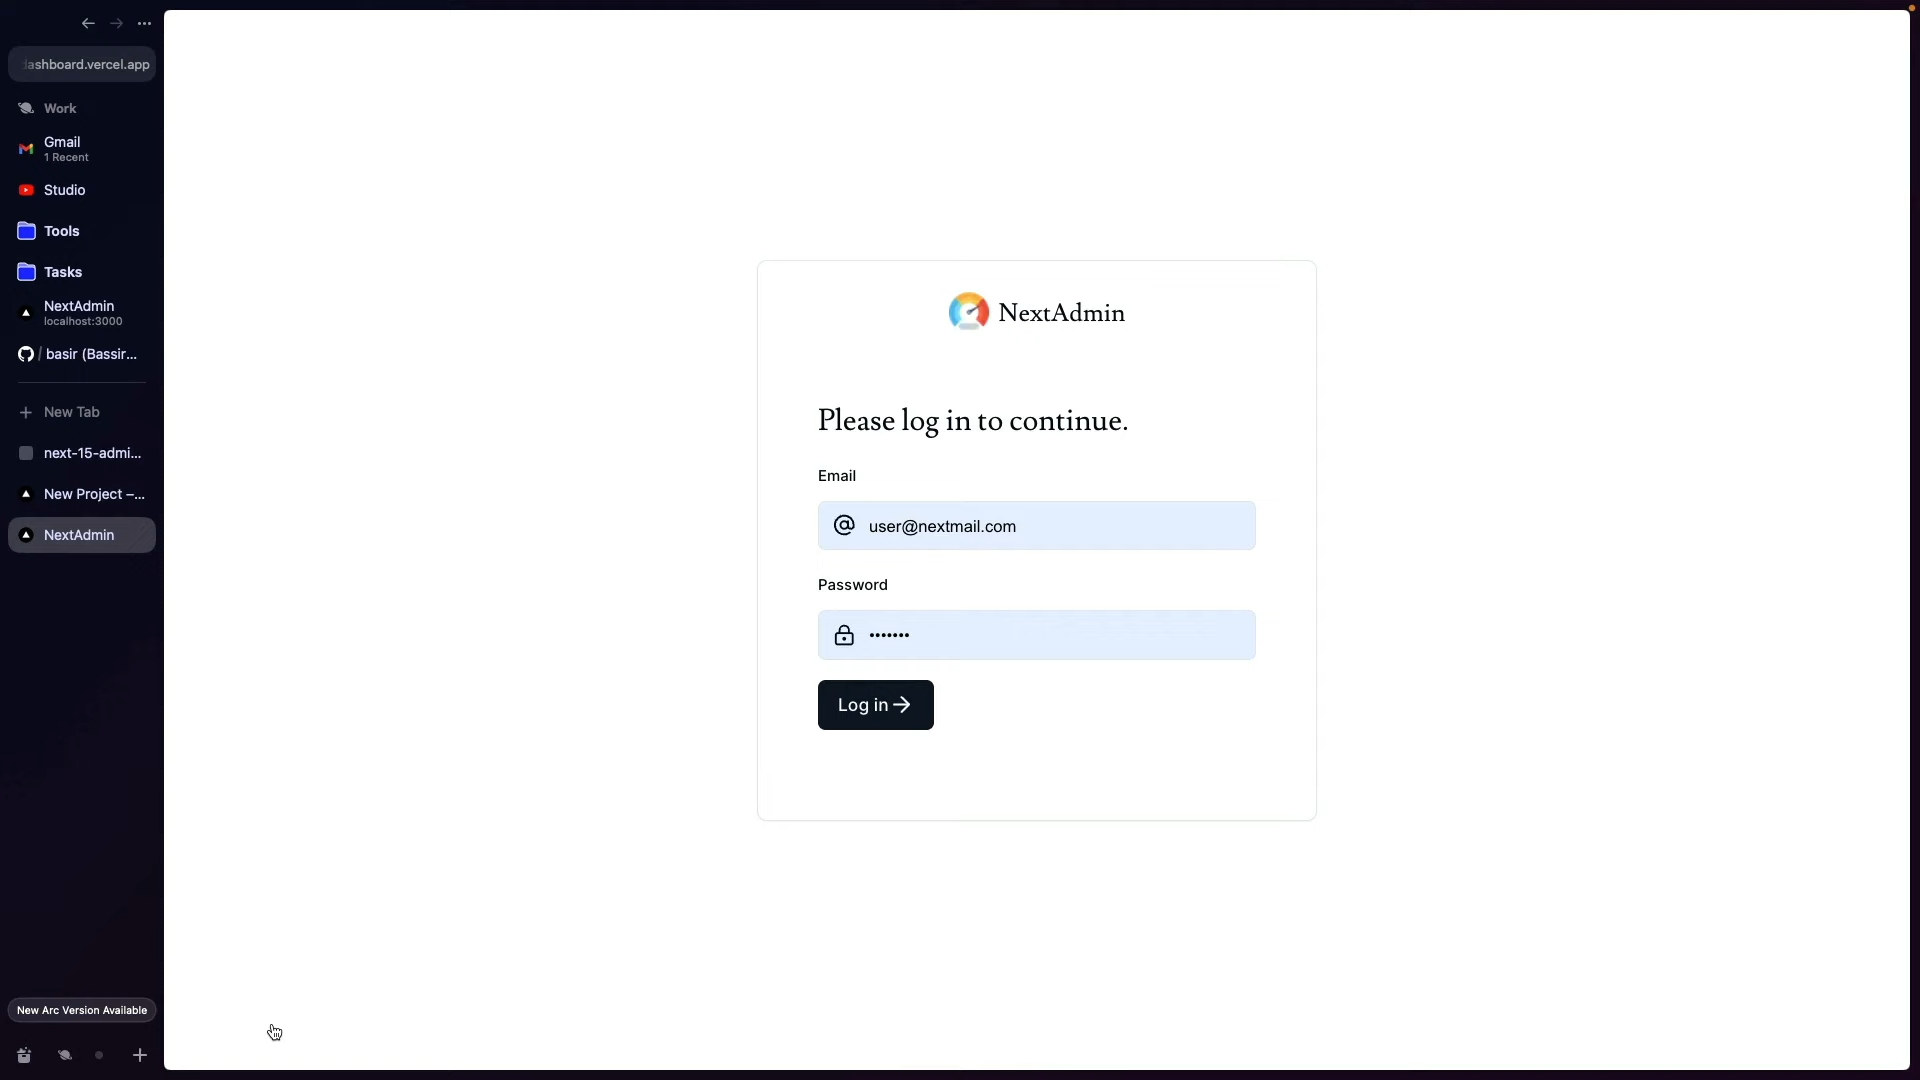 dashboard.vercel.app
Work
Gmail
1 Recent
Studio
Tools
Tasks
NextAdmin
localhost:3000
/ basir (Bassir...
New Tab
next-15-admi...
New Project –...
NextAdmin
New Arc Version Available
NextAdmin
Please log in to continue.
Email
user@nextmail.com
Password
•••••••
Log in